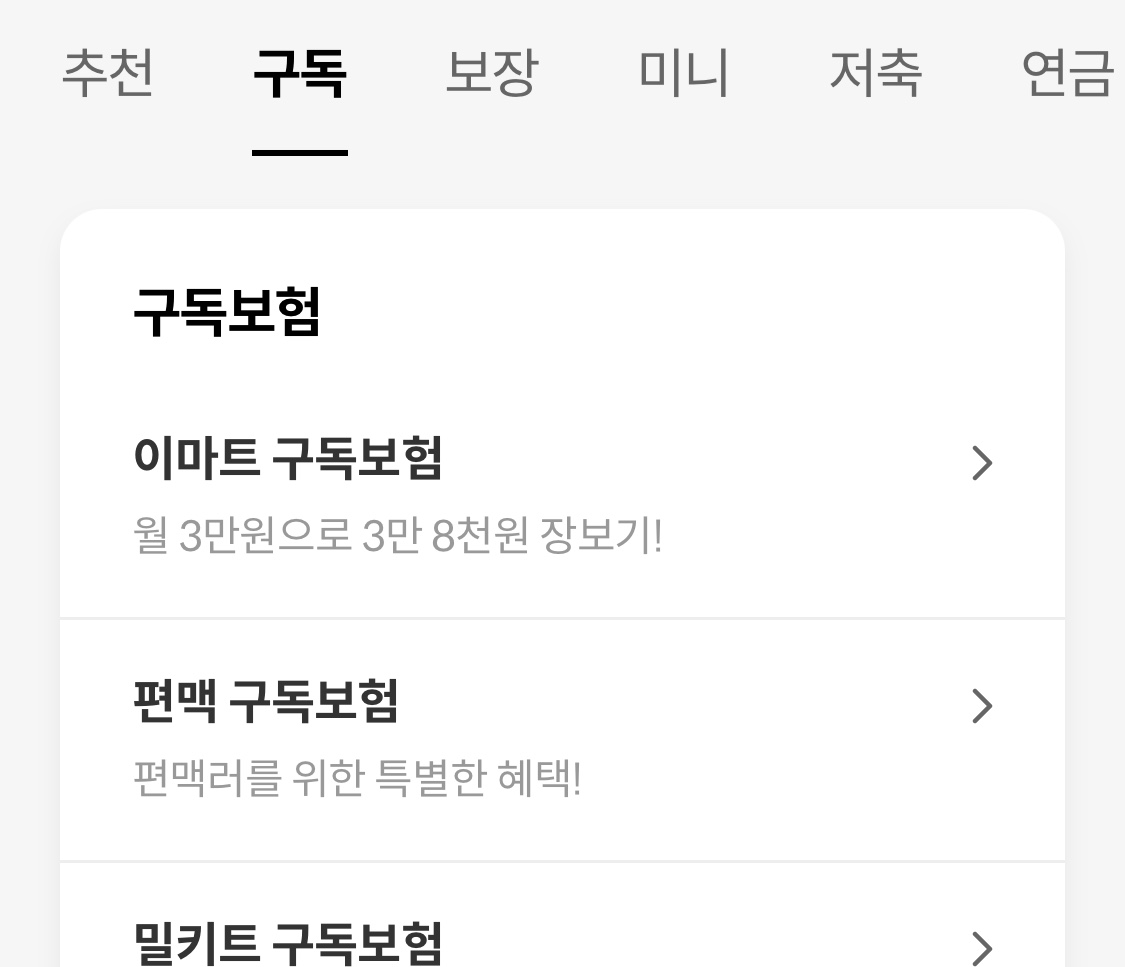 추천 구독 보장 미니 저축 연금
구독보험
이마트 구독보험
월 3만원으로 3만 8천원 장보기!
편맥 구독보험
편맥러를 위한 특별한 혜택!
밀키트 구독보험